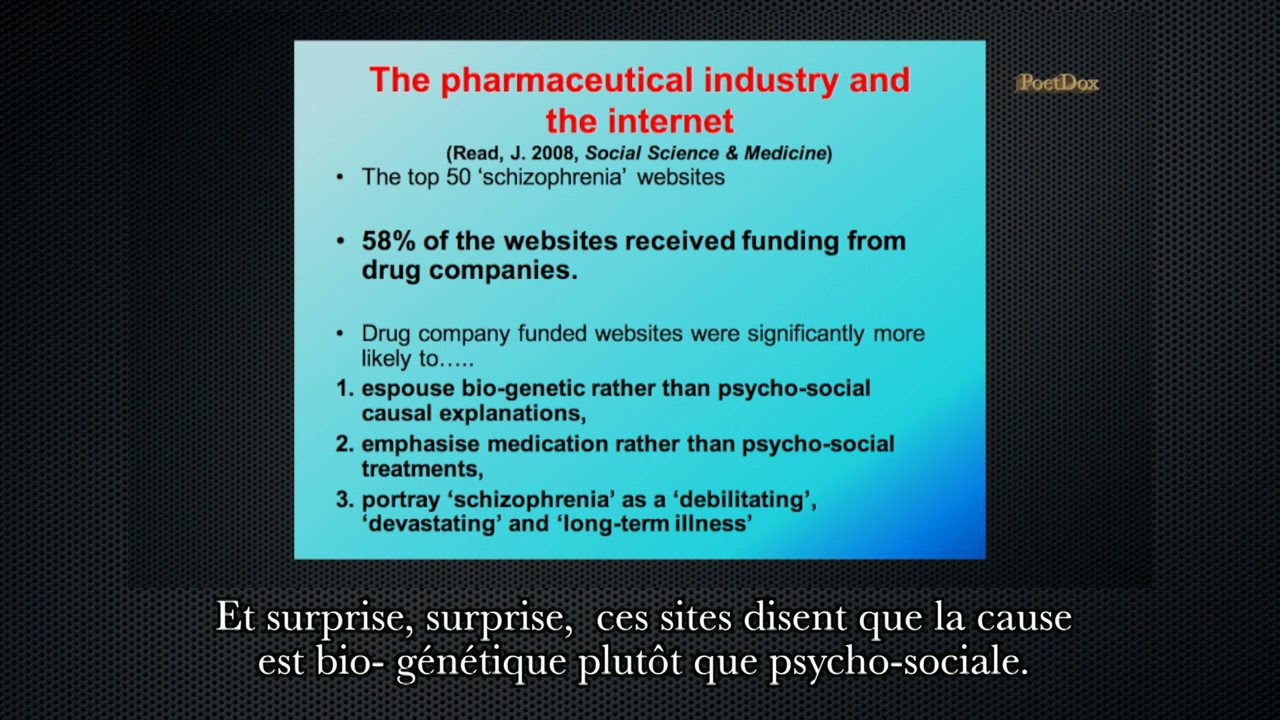 The pharmaceutical industry and
the internet
(Read, J. 2008, Social Science & Medicine)
• The top 50 ‘schizophrenia’ websites
• 58% of the websites received funding from
drug companies.
• Drug company funded websites were significantly more
likely to…..
1. espouse bio-genetic rather than psycho-social
causal explanations,
2. emphasise medication rather than psycho-social
treatments,
3. portray ‘schizophrenia’ as a ‘debilitating’,
‘devastating’ and ‘long-term illness’
PoetDox
Et surprise, surprise, ces sites disent que la cause
est bio- génétique plutôt que psycho-sociale.